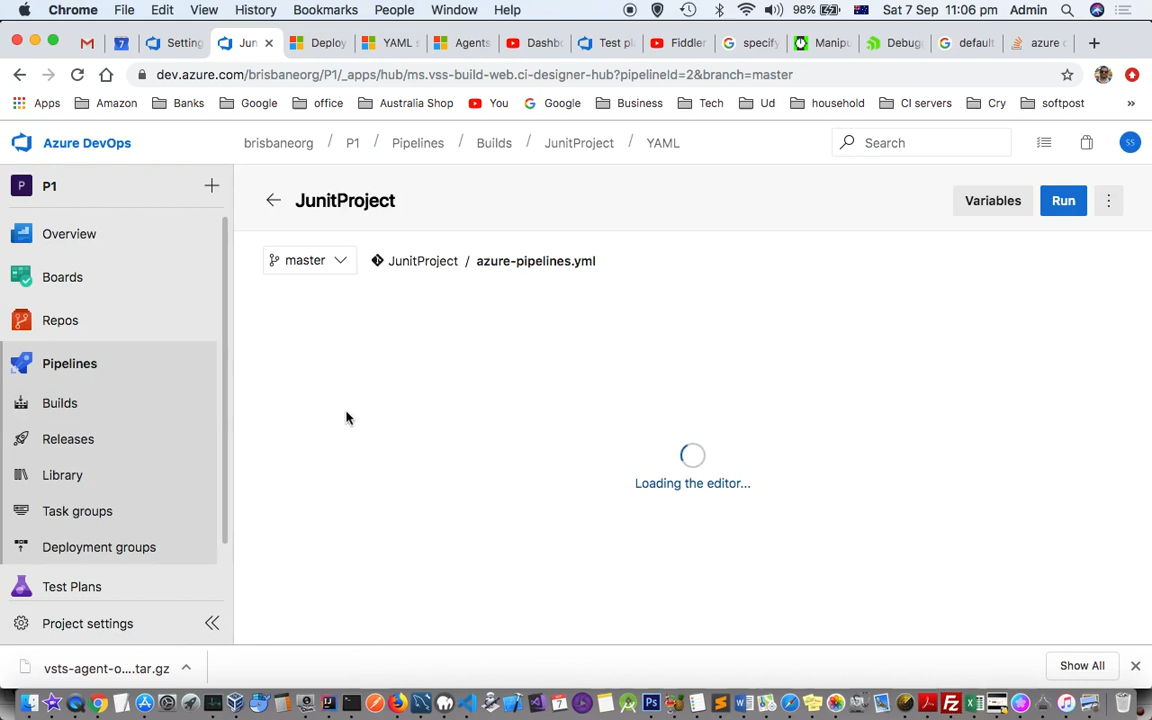 Chrome File Edit View History Bookmarks People Window Help 98% Sat 7 Sep 11:06 pm Admin
7 Setting Jun Deploy YAML s Agents Dashb Test pl Fiddler specify Manipu Debug default azure c
dev.azure.com/brisbaneorg/P1/_apps/hub/ms.vss-build-web.ci-designer-hub?pipelineId=2&branch=master
Apps Amazon Banks Google office Australia Shop You Google Business Tech Ud household CI servers Cry softpost »
Azure DevOps brisbaneorg / P1 / Pipelines / Builds / JunitProject / YAML Search SS
P P1
JunitProject Variables Run
Overview
master JunitProject / azure-pipelines.yml
Boards
Repos
Pipelines
Builds
Releases
Library
Loading the editor...
Task groups
Deployment groups
Test Plans
Project settings
vsts-agent-o....tar.gz Show All